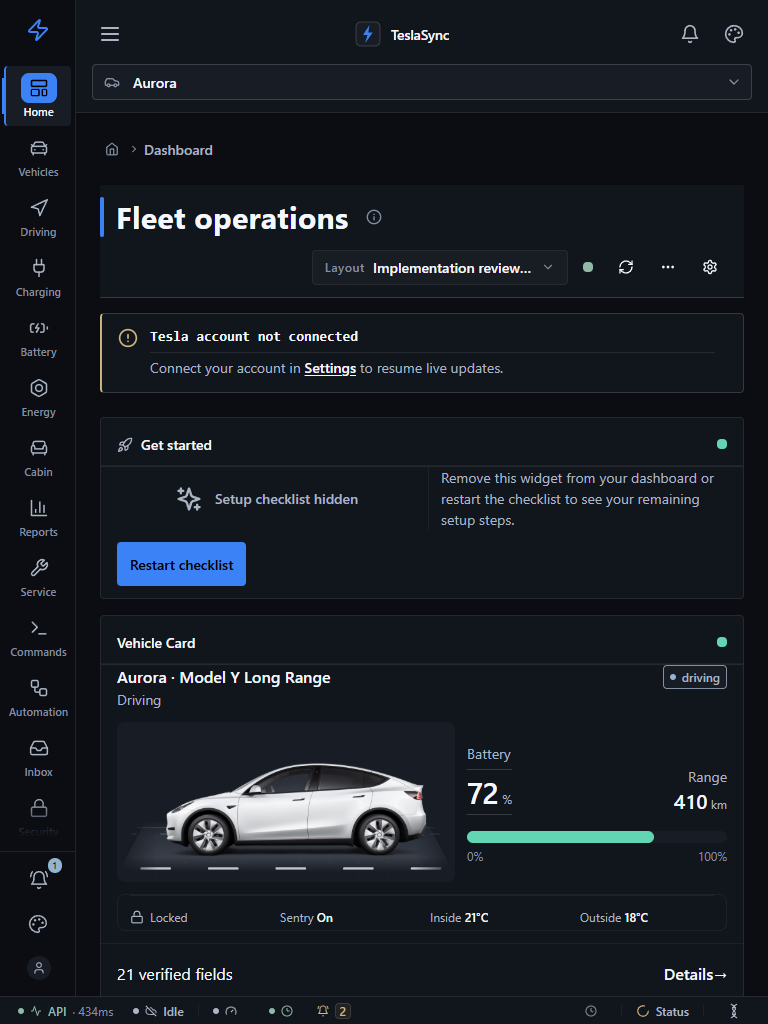 TeslaSync
Aurora
Home
Vehicles
Driving
Charging
Battery
Energy
Cabin
Reports
Service
Commands
Automation
Inbox
Security
1
Dashboard
Fleet operations
Layout Implementation review...
Tesla account not connected
Connect your account in Settings to resume live updates.
Get started
Setup checklist hidden
Remove this widget from your dashboard or
restart the checklist to see your remaining
setup steps.
Restart checklist
Vehicle Card
Aurora · Model Y Long Range
driving
Driving
Battery
72 %
Range
410 km
0% 100%
Locked Sentry On Inside 21°C Outside 18°C
21 verified fields Details→
API · 434ms Idle 2 Status